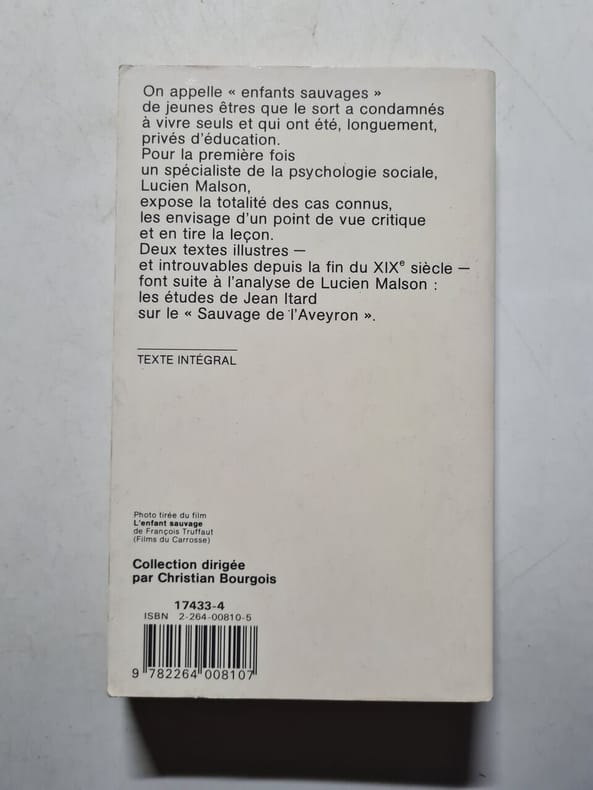 On appelle « enfants sauvages »
de jeunes êtres que le sort a condamnés
à vivre seuls et qui ont été, longuement,
privés d'éducation.
Pour la première fois
un spécialiste de la psychologie sociale,
Lucien Malson,
expose la totalité des cas connus,
les envisage d'un point de vue critique
et en tire la leçon.
Deux textes illustres —
et introuvables depuis la fin du XIXe siècle —
font suite à l'analyse de Lucien Malson :
les études de Jean Itard
sur le « Sauvage de l'Aveyron ».
TEXTE INTÉGRAL
Photo tirée du film
L'enfant sauvage
de François Truffaut
(Films du Carrosse)
Collection dirigée
par Christian Bourgois
17433-4
ISBN 2-264-00810-5
9 782264 008107